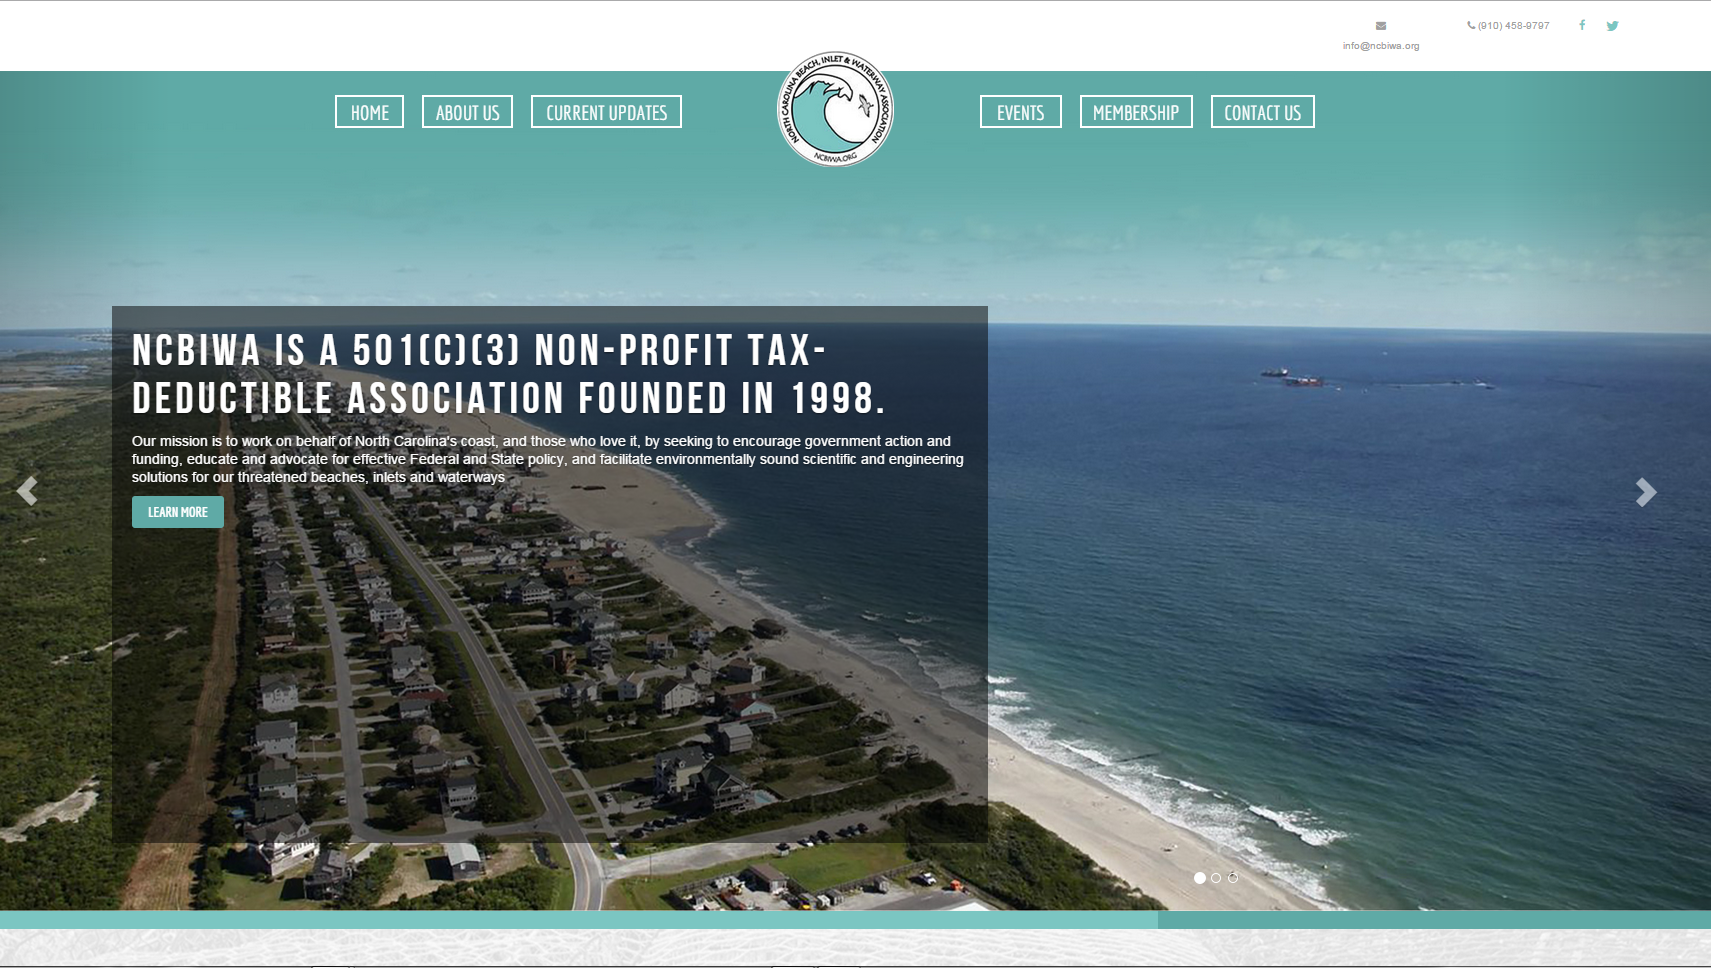 info@ncbiwa.org
(910) 458-9797
HOME
ABOUT US
CURRENT UPDATES
NORTH CAROLINA BEACH, INLET & WATERWAY ASSOCIATION
NCBIWA.ORG
EVENTS
MEMBERSHIP
CONTACT US
NCBIWA IS A 501(C)(3) NON-PROFIT TAX-
DEDUCTIBLE ASSOCIATION FOUNDED IN 1998.
Our mission is to work on behalf of North Carolina's coast, and those who love it, by seeking to encourage government action and
funding, educate and advocate for effective Federal and State policy, and facilitate environmentally sound scientific and engineering
solutions for our threatened beaches, inlets and waterways
LEARN MORE